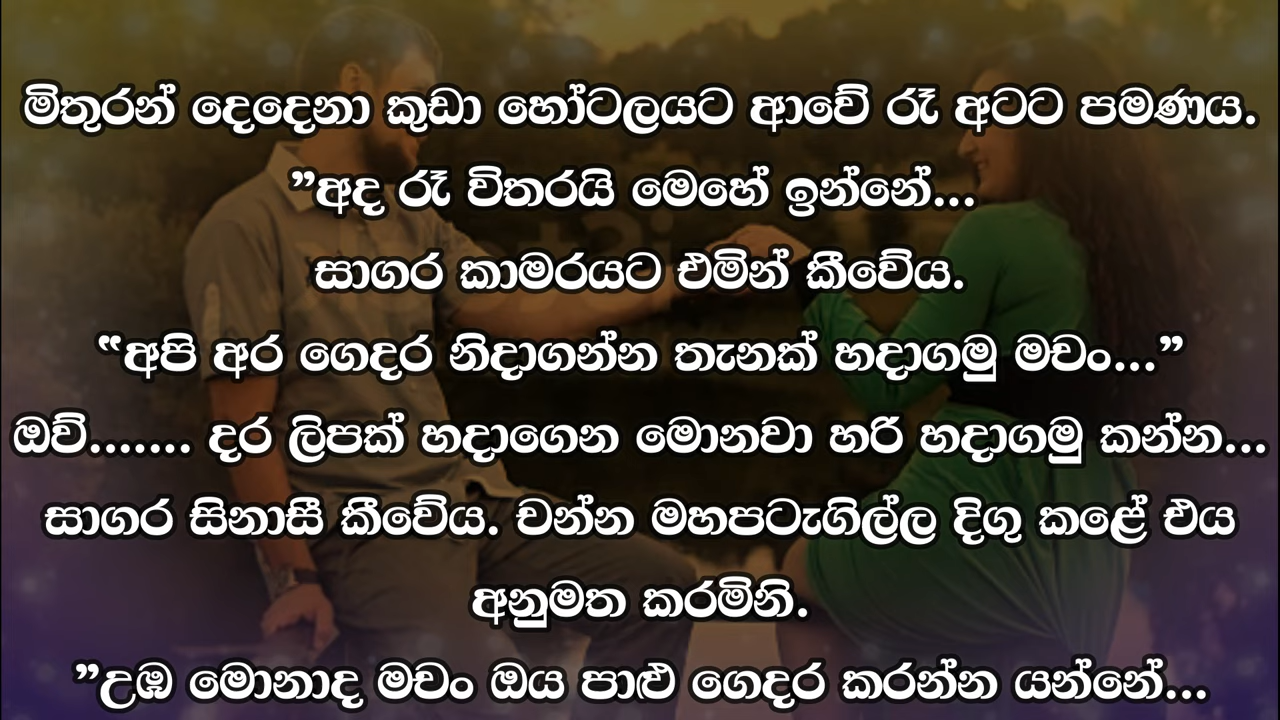 මිතුරන් දෙදෙනා කුඩා හෝටලයට ආවේ රෑ අටට පමණය.
”අද රෑ විතරයි මෙහේ ඉන්නේ...
සාගර කාමරයට එමින් කීවේය.
“අපි අර ගෙදර නිදාගන්න තැනක් හදාගමු මචං...”
ඔව්....... දර ලිපක් හදාගෙන මොනවා හරි හදාගමු කන්න...
සාගර සිනාසී කීවේය. චන්න මහපටැඟිල්ල දිගු කළේ එය
අනුමත කරමිනි.
”උඹ මොනාද මචං ඔය පාළු ගෙදර කරන්න යන්නේ...